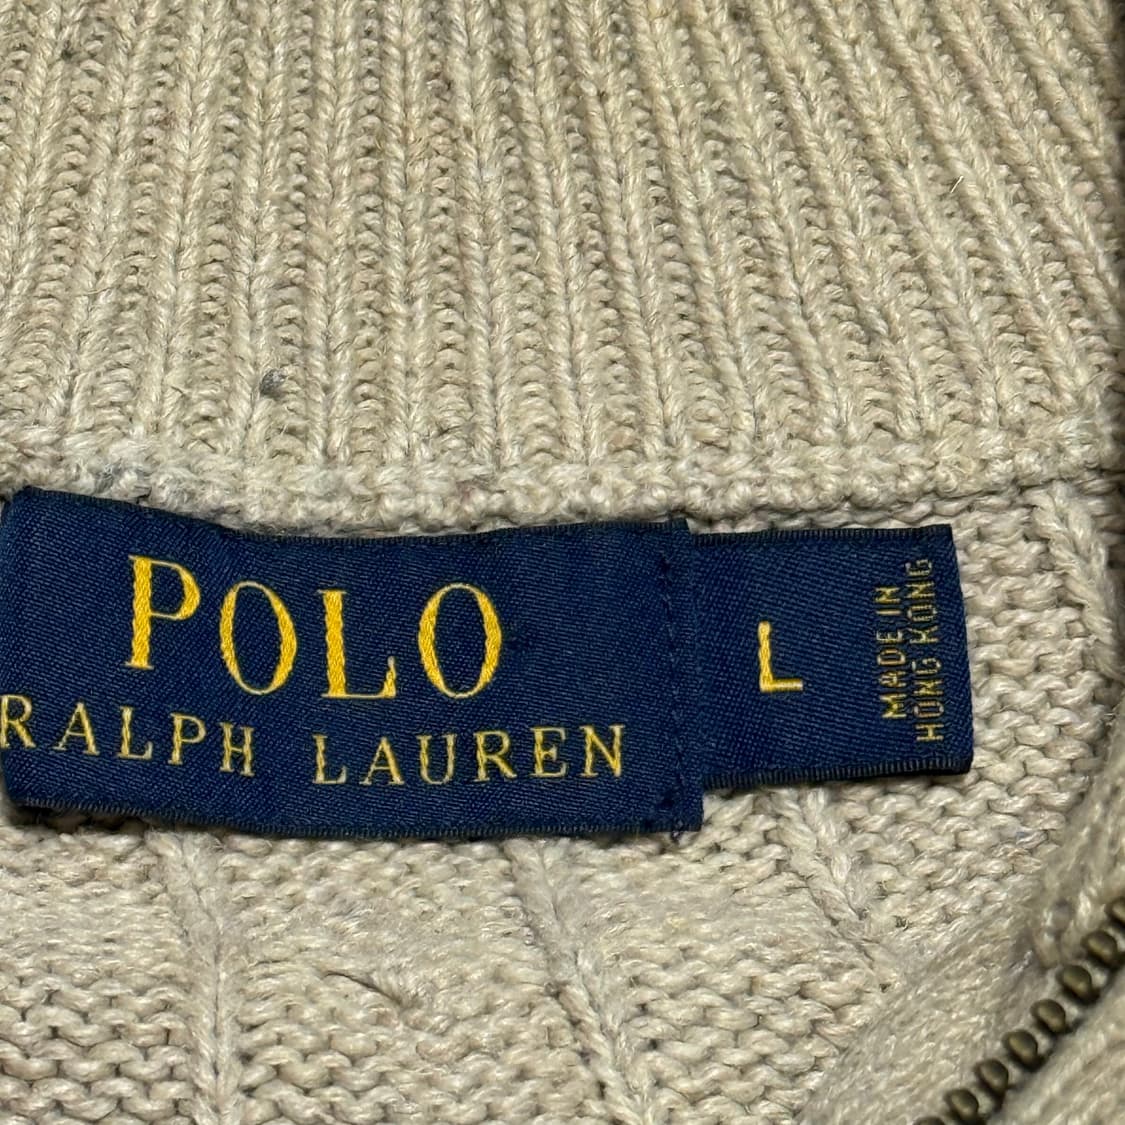 POLO
RALPH LAUREN
L
MADE IN
HONG KONG